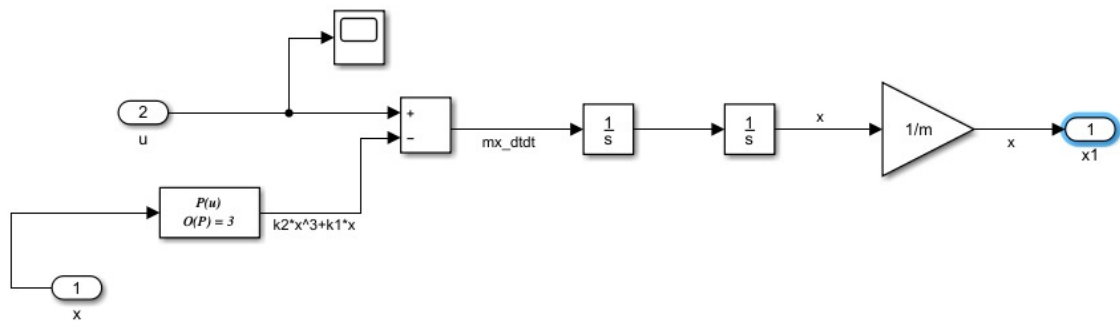 2
u
+
−
mx_dtdt
1
s
1
s
x
1/m
x
1
x1
P(u)
O(P) = 3
k2*x^3+k1*x
1
x